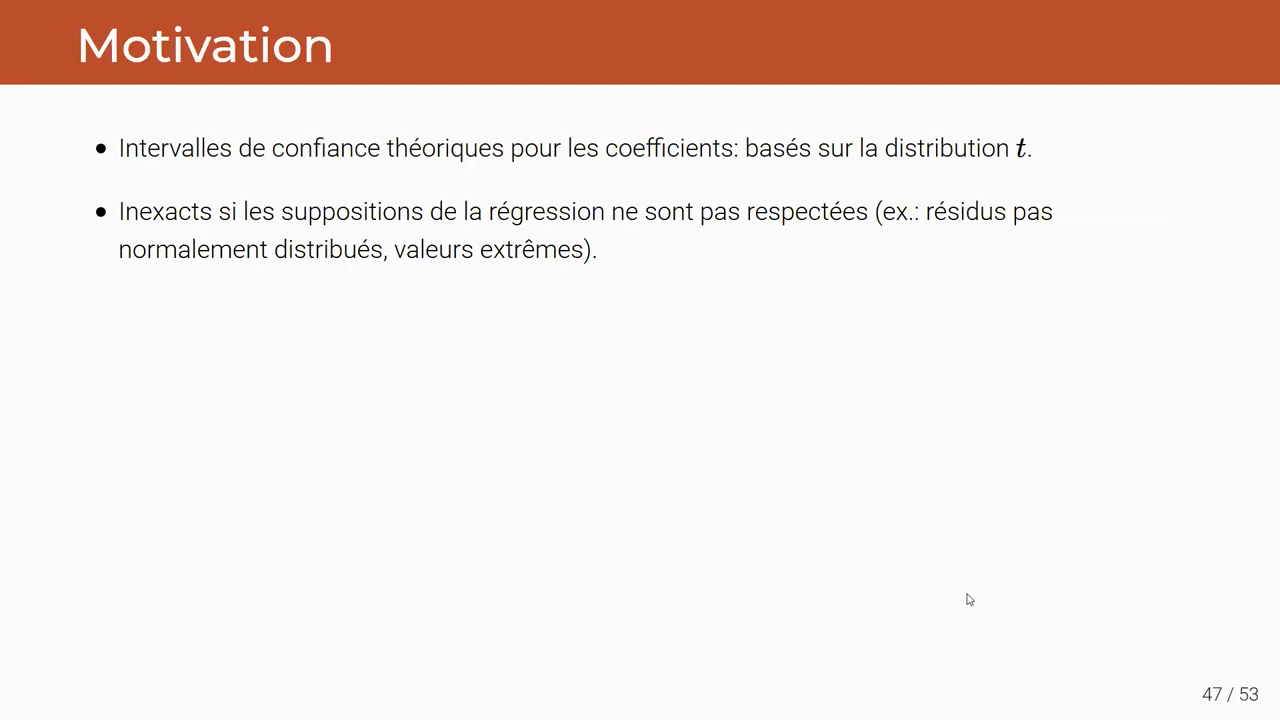 Motivation
• Intervalles de confiance théoriques pour les coefficients: basés sur la distribution t.
• Inexacts si les suppositions de la régression ne sont pas respectées (ex.: résidus pas
normalement distribués, valeurs extrêmes).
47 / 53